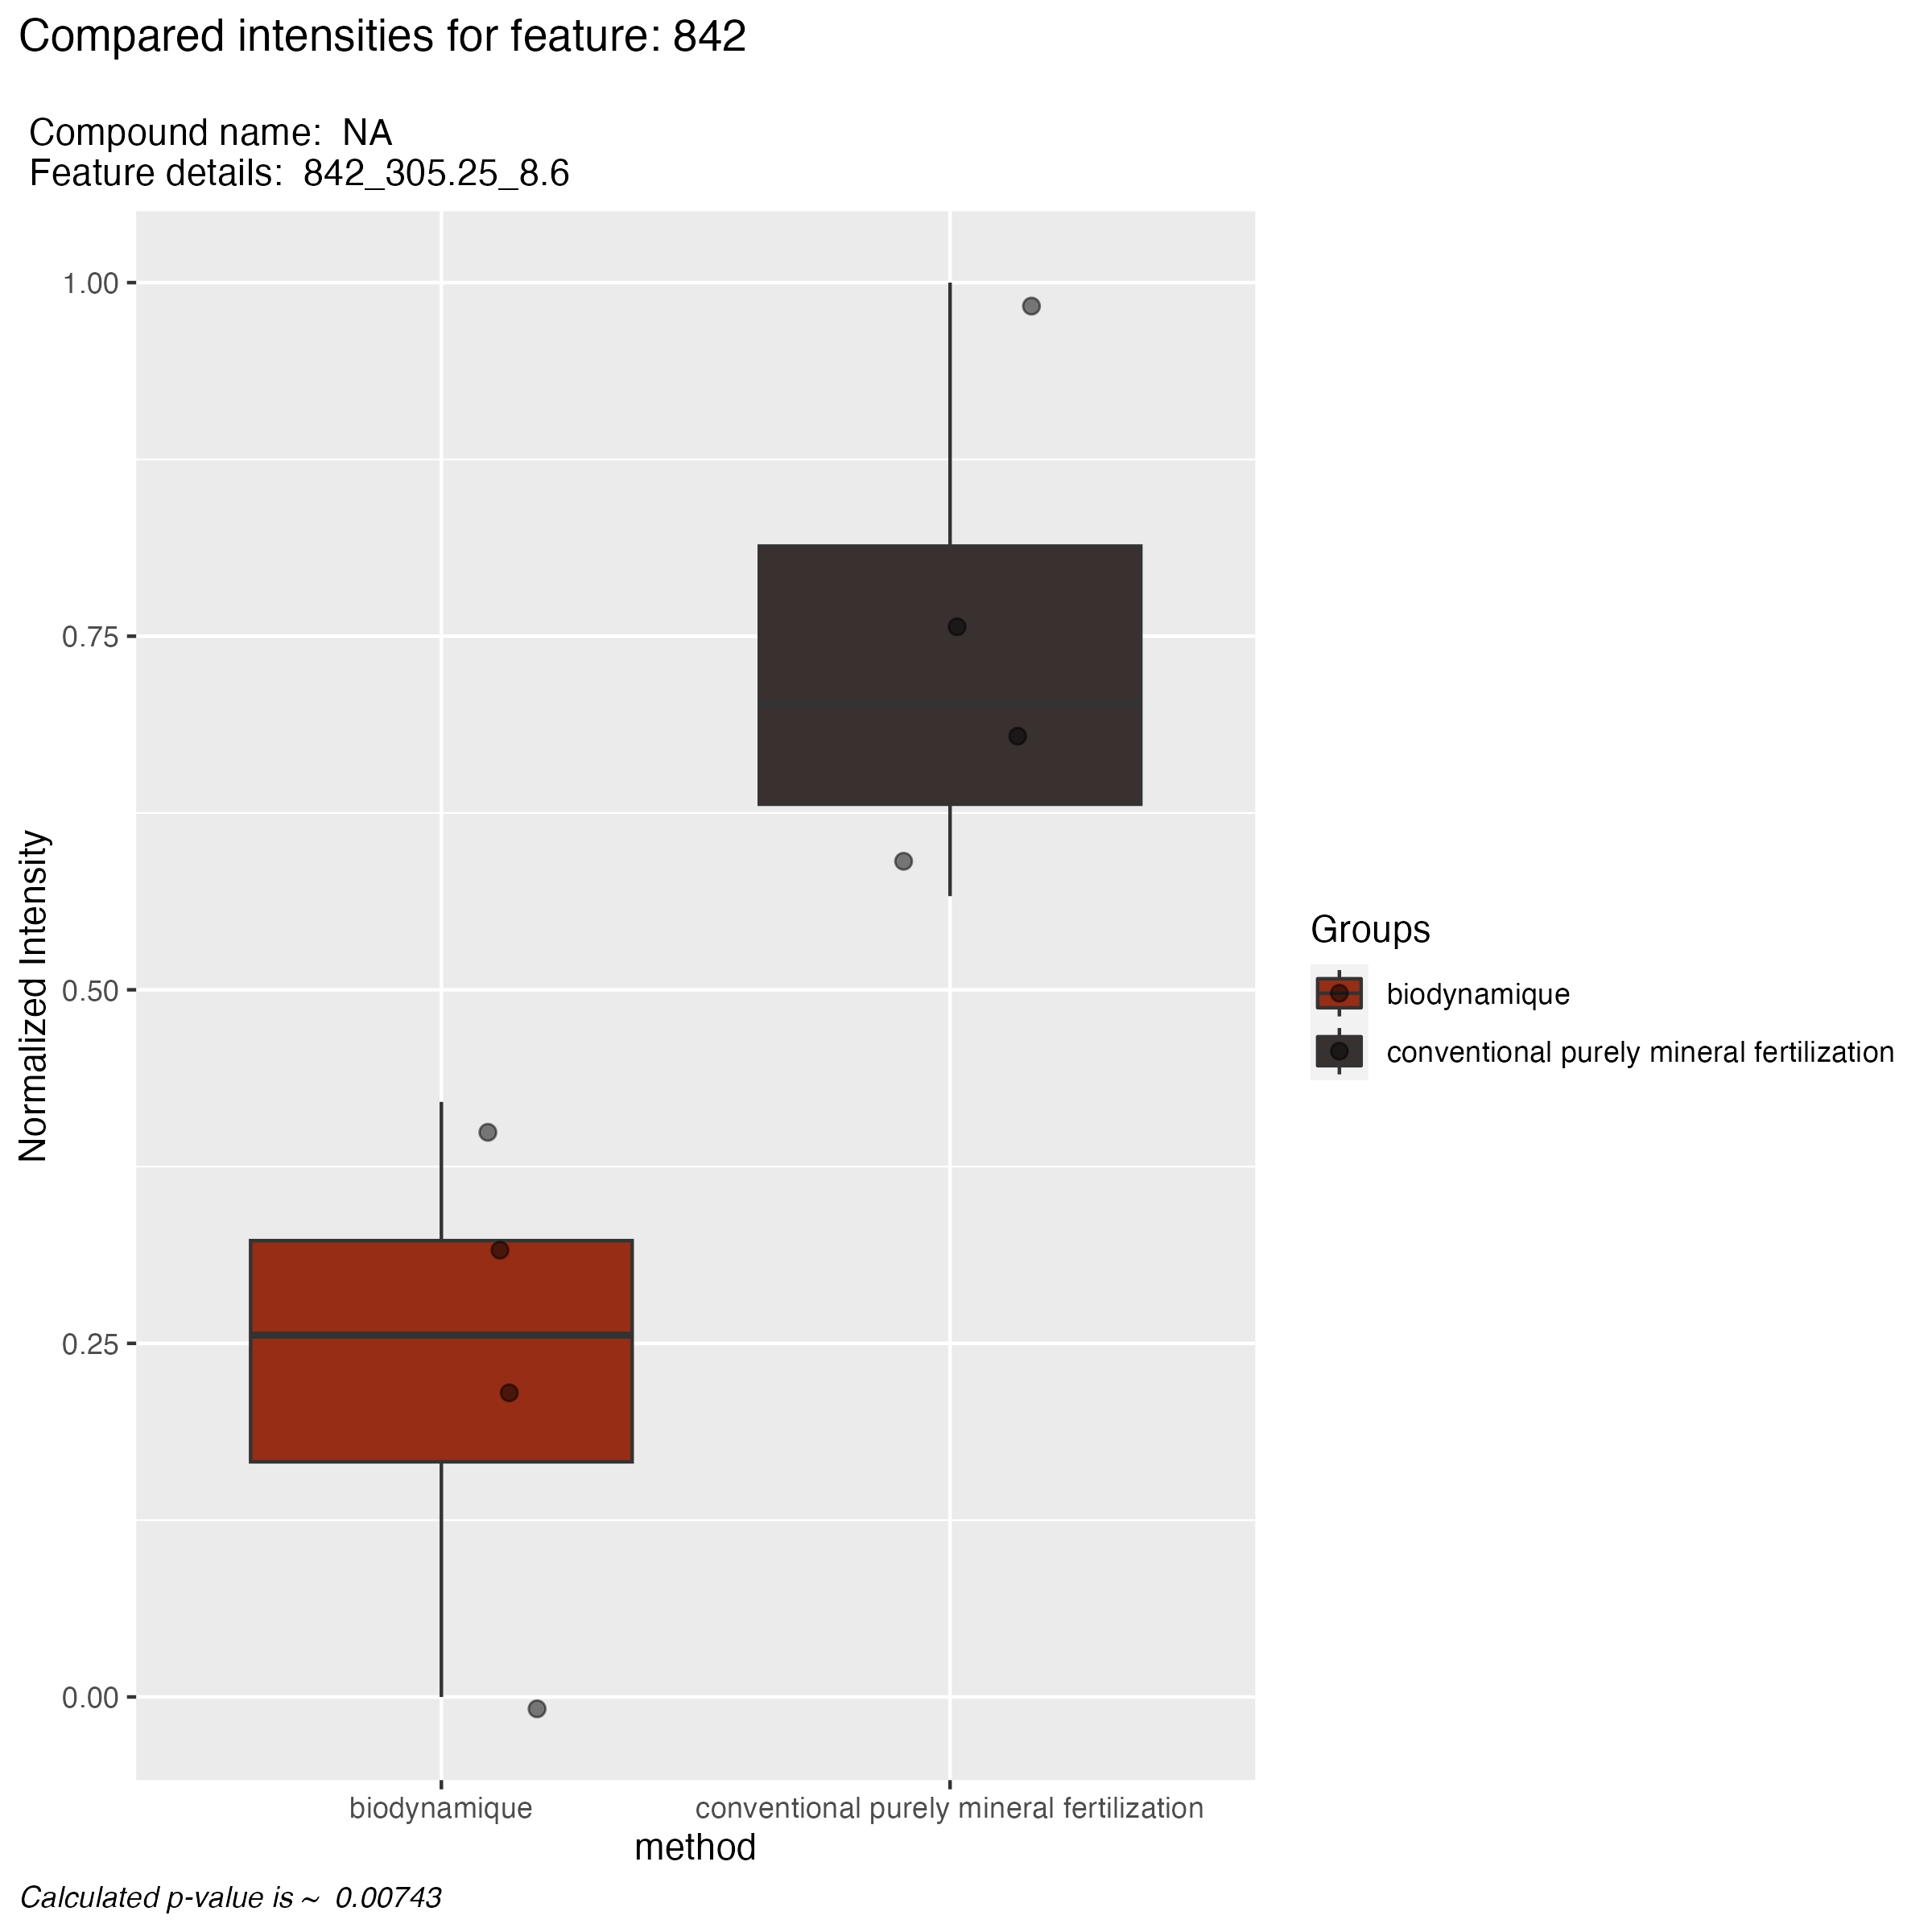 Compared intensities for feature: 842
Compound name:  NA
Feature details:  842_305.25_8.6
Normalized Intensity
1.00
0.75
0.50
0.25
0.00
biodynamique
conventional purely mineral fertilization
method
Groups
biodynamique
conventional purely mineral fertilization
Calculated p-value is ~  0.00743